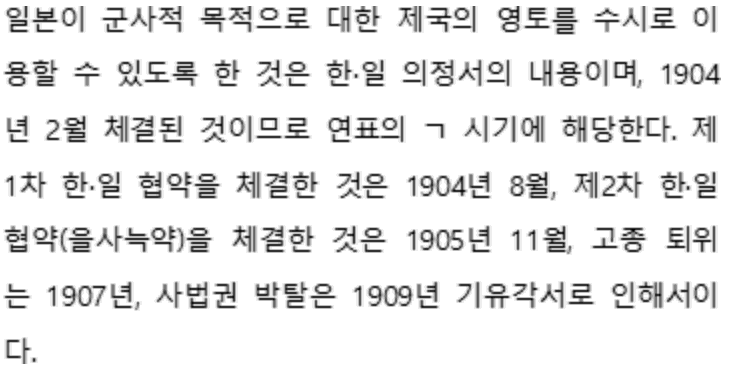 일본이 군사적 목적으로 대한 제국의 영토를 수시로 이
용할 수 있도록 한 것은 한·일 의정서의 내용이며, 1904
년 2월 체결된 것이므로 연표의 ㄱ 시기에 해당한다. 제
1차 한·일 협약을 체결한 것은 1904년 8월, 제2차 한·일
협약(을사늑약)을 체결한 것은 1905년 11월, 고종 퇴위
는 1907년, 사법권 박탈은 1909년 기유각서로 인해서이
다.